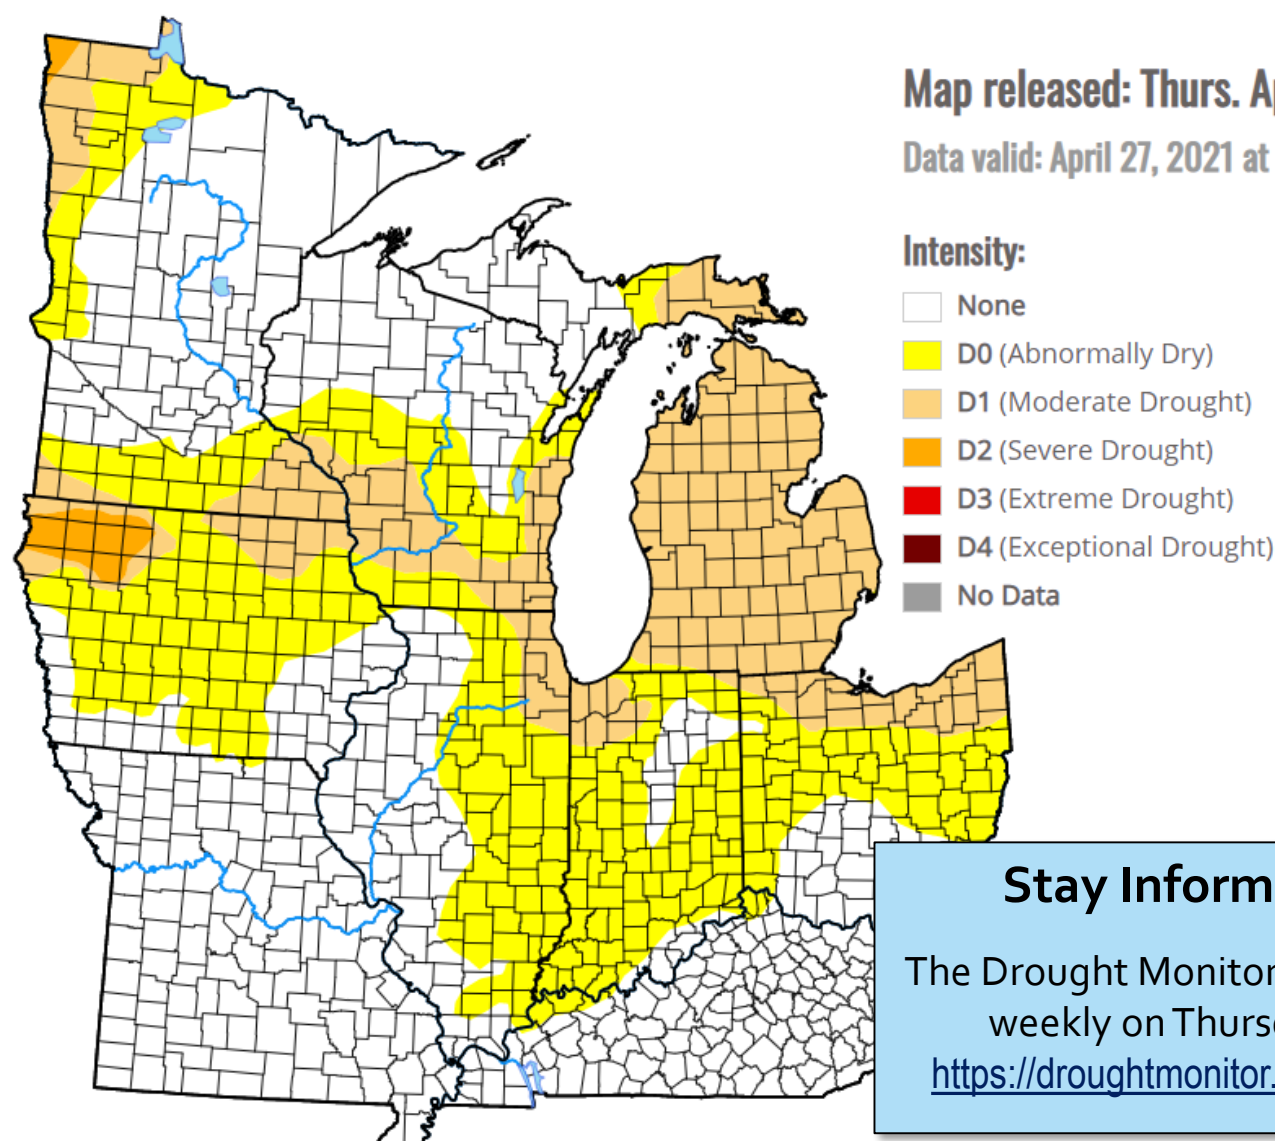 Map released: Thurs. A
Data valid: April 27, 2021 at
Intensity:
None
D0 (Abnormally Dry)
D1 (Moderate Drought)
D2 (Severe Drought)
D3 (Extreme Drought)
D4 (Exceptional Drought)
No Data
Stay Inform
The Drought Monitor
weekly on Thurs
https://droughtmonitor.